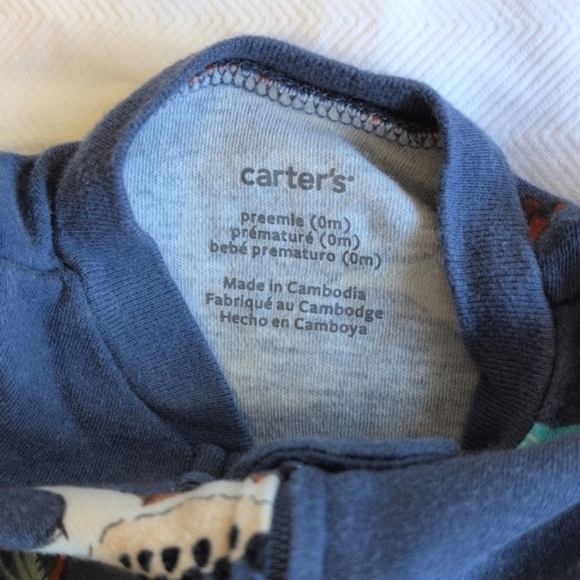 carter's
preemie (0m)
prématuré (0m)
bebé prematuro (0m)
Made in Cambodia
Fabriqué au Cambodge
Hecho en Camboya